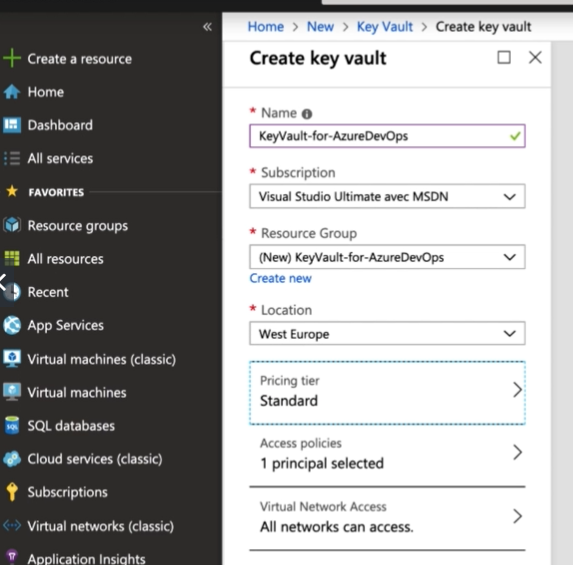 «
Create a resource
Home
Dashboard
All services
FAVORITES
Resource groups
All resources
Recent
App Services
Virtual machines (classic)
Virtual machines
SQL databases
Cloud services (classic)
Subscriptions
Virtual networks (classic)
Application Insights
Home > New > Key Vault > Create key vault
Create key vault
* Name
KeyVault-for-AzureDevOps
* Subscription
Visual Studio Ultimate avec MSDN
* Resource Group
(New) KeyVault-for-AzureDevOps
Create new
* Location
West Europe
Pricing tier
Standard
Access policies
1 principal selected
Virtual Network Access
All networks can access.